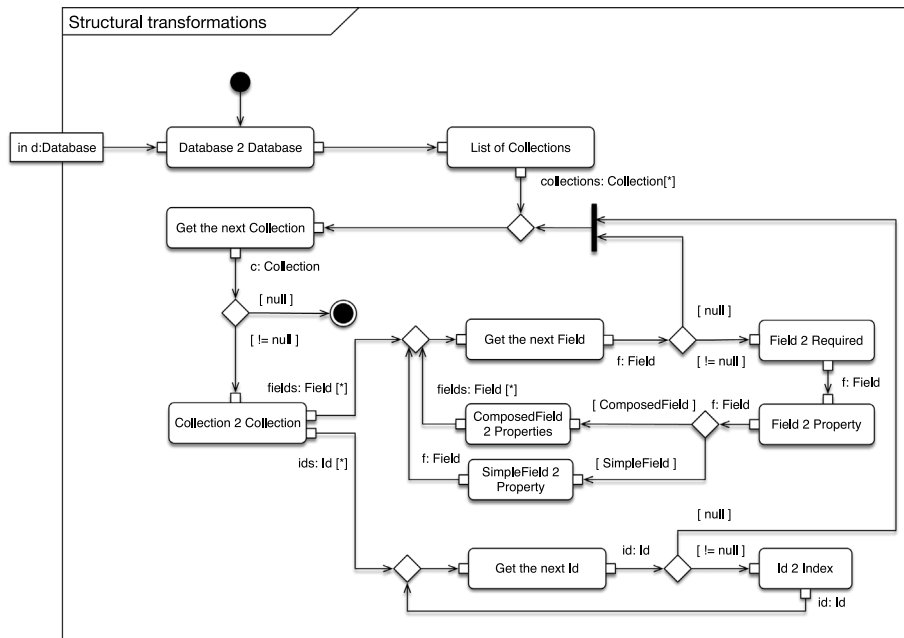 Structural transformations
in d:Database
Database 2 Database
List of Collections
collections: Collection[*]
Get the next Collection
c: Collection
[ null ]
[ != null ]
Get the next Field
f: Field
[ null ]
[ != null ]
Field 2 Required
f: Field
fields: Field [*]
Collection 2 Collection
ids: Id [*]
fields: Field [*]
ComposedField
2 Properties
[ ComposedField ]
f: Field
Field 2 Property
f: Field
SimpleField 2
Property
[ SimpleField ]
[ null ]
Get the next Id
id: Id
[ != null ]
Id 2 Index
id: Id